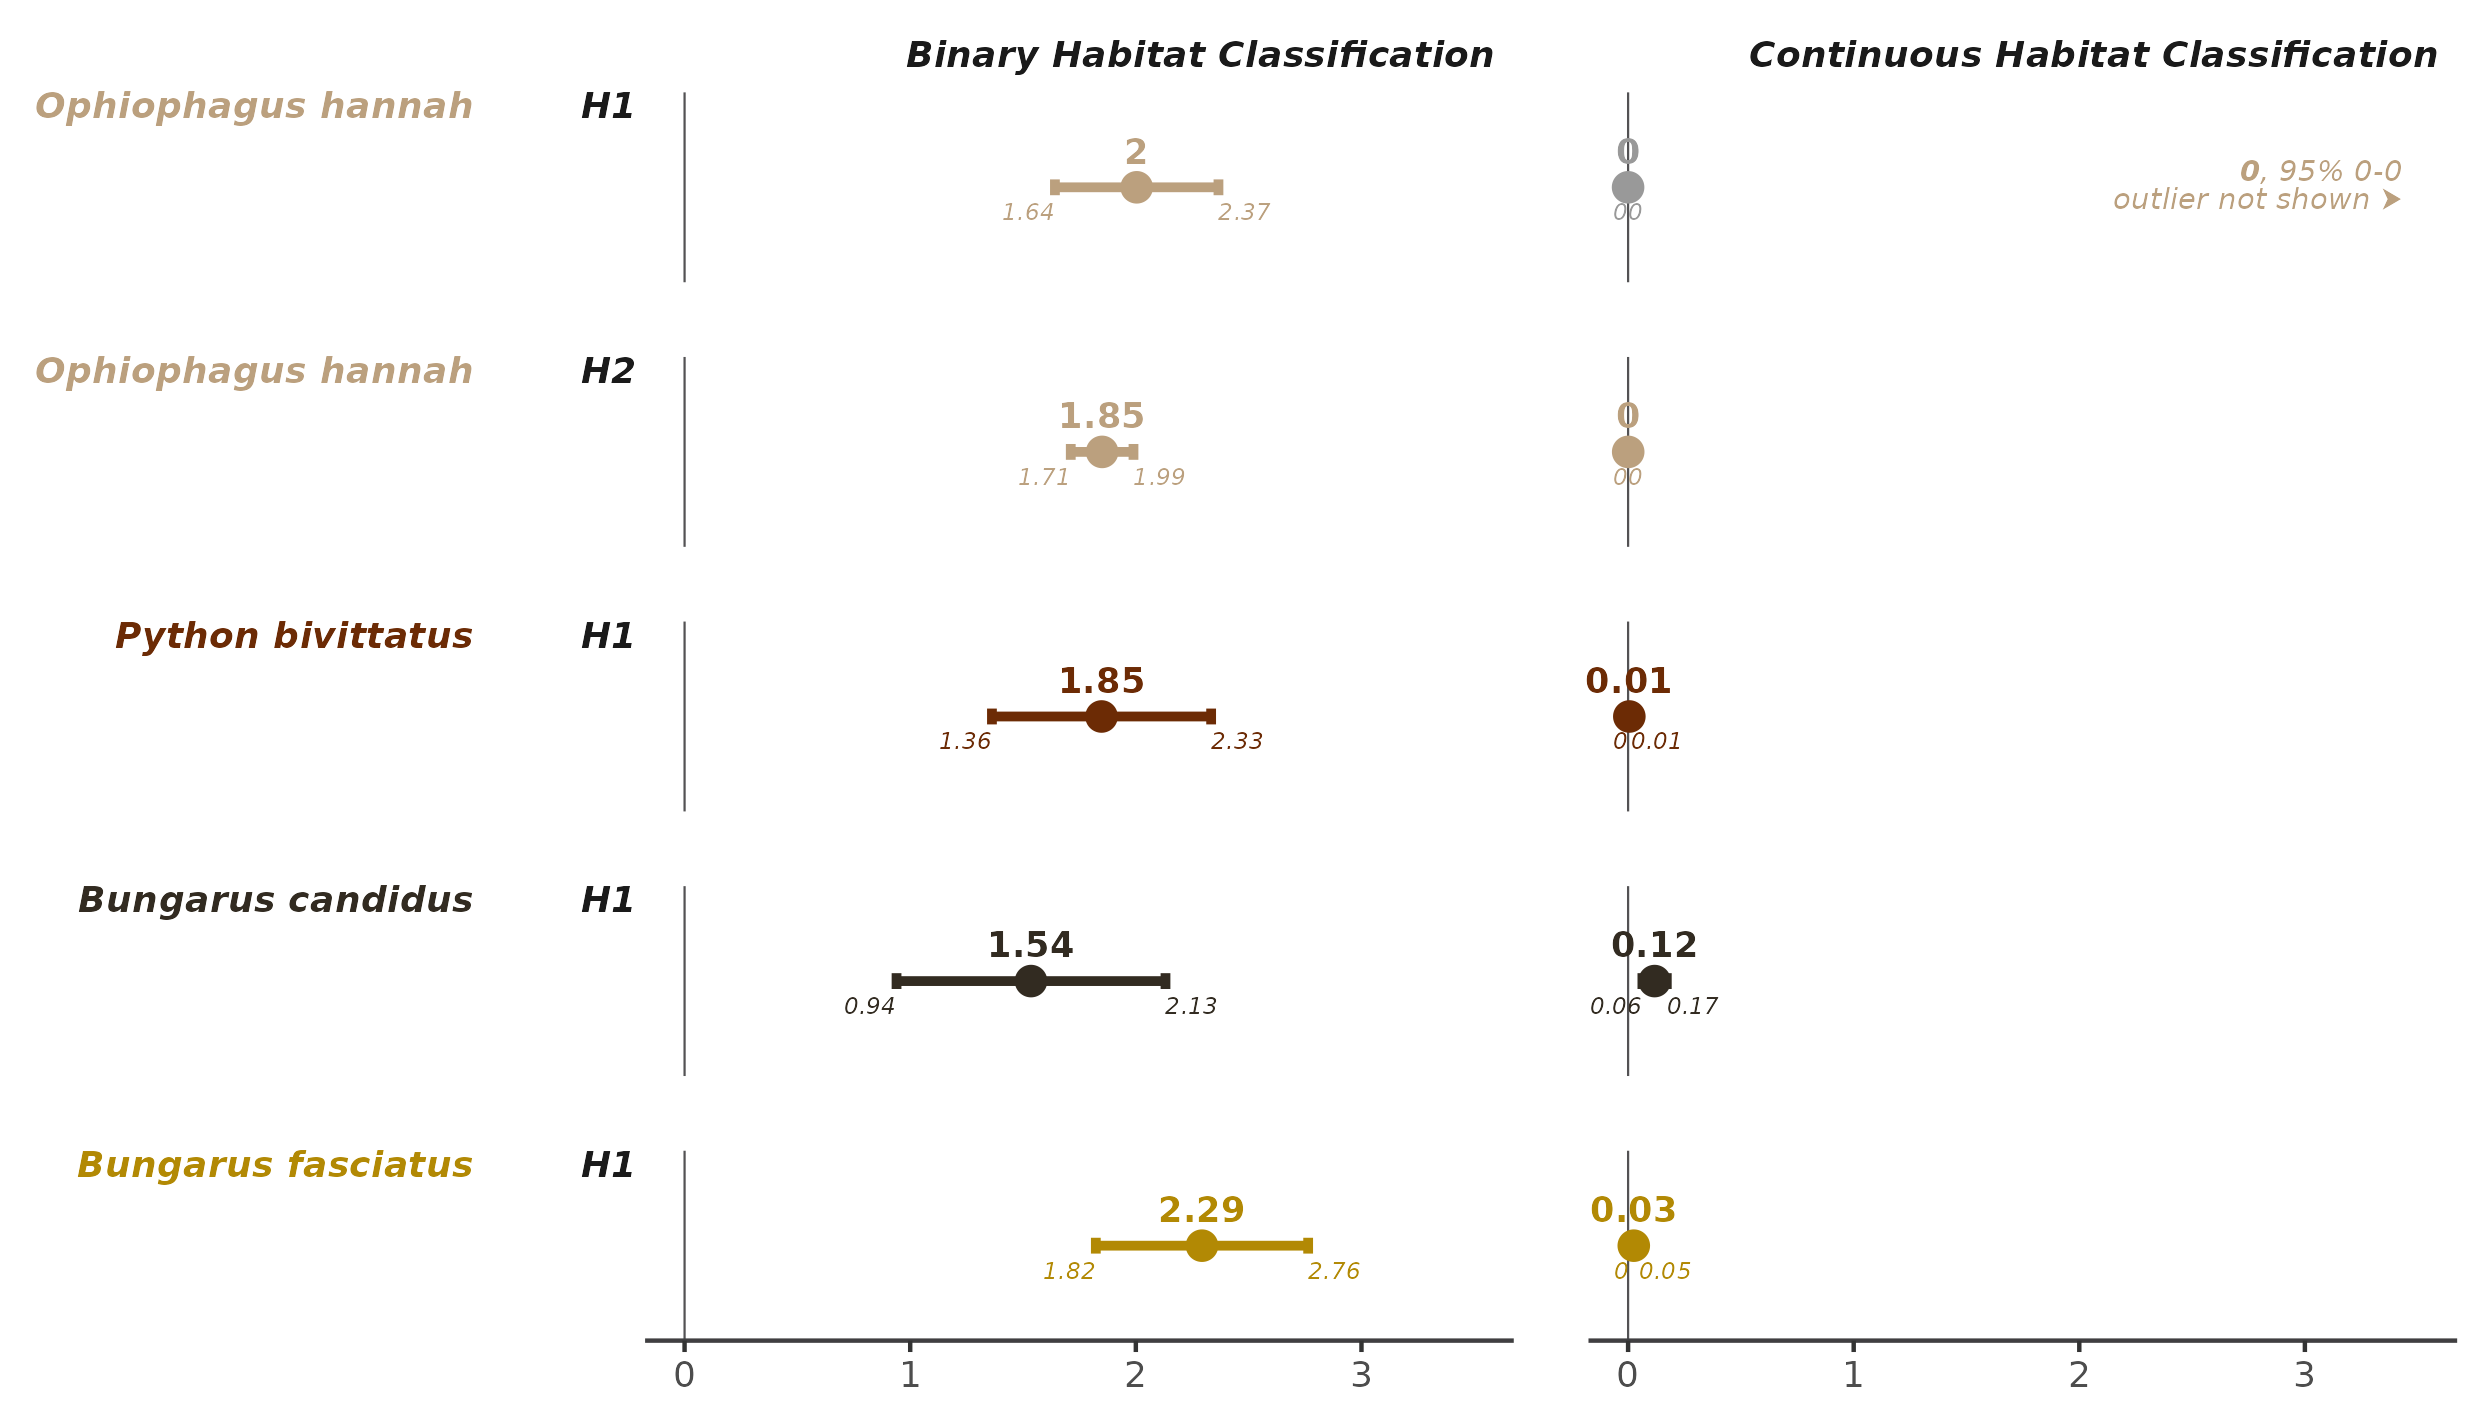 Binary Habitat Classification
Continuous Habitat Classification
Ophiophagus hannah
H1
2
1.64
2.37
0
00
0, 95% 0-0
outlier not shown ➤
Ophiophagus hannah
H2
1.85
1.71
1.99
0
00
Python bivittatus
H1
1.85
1.36
2.33
0.01
0
0.01
Bungarus candidus
H1
1.54
0.94
2.13
0.12
0.06
0.17
Bungarus fasciatus
H1
2.29
1.82
2.76
0.03
0
0.05
0 1 2 3
0 1 2 3